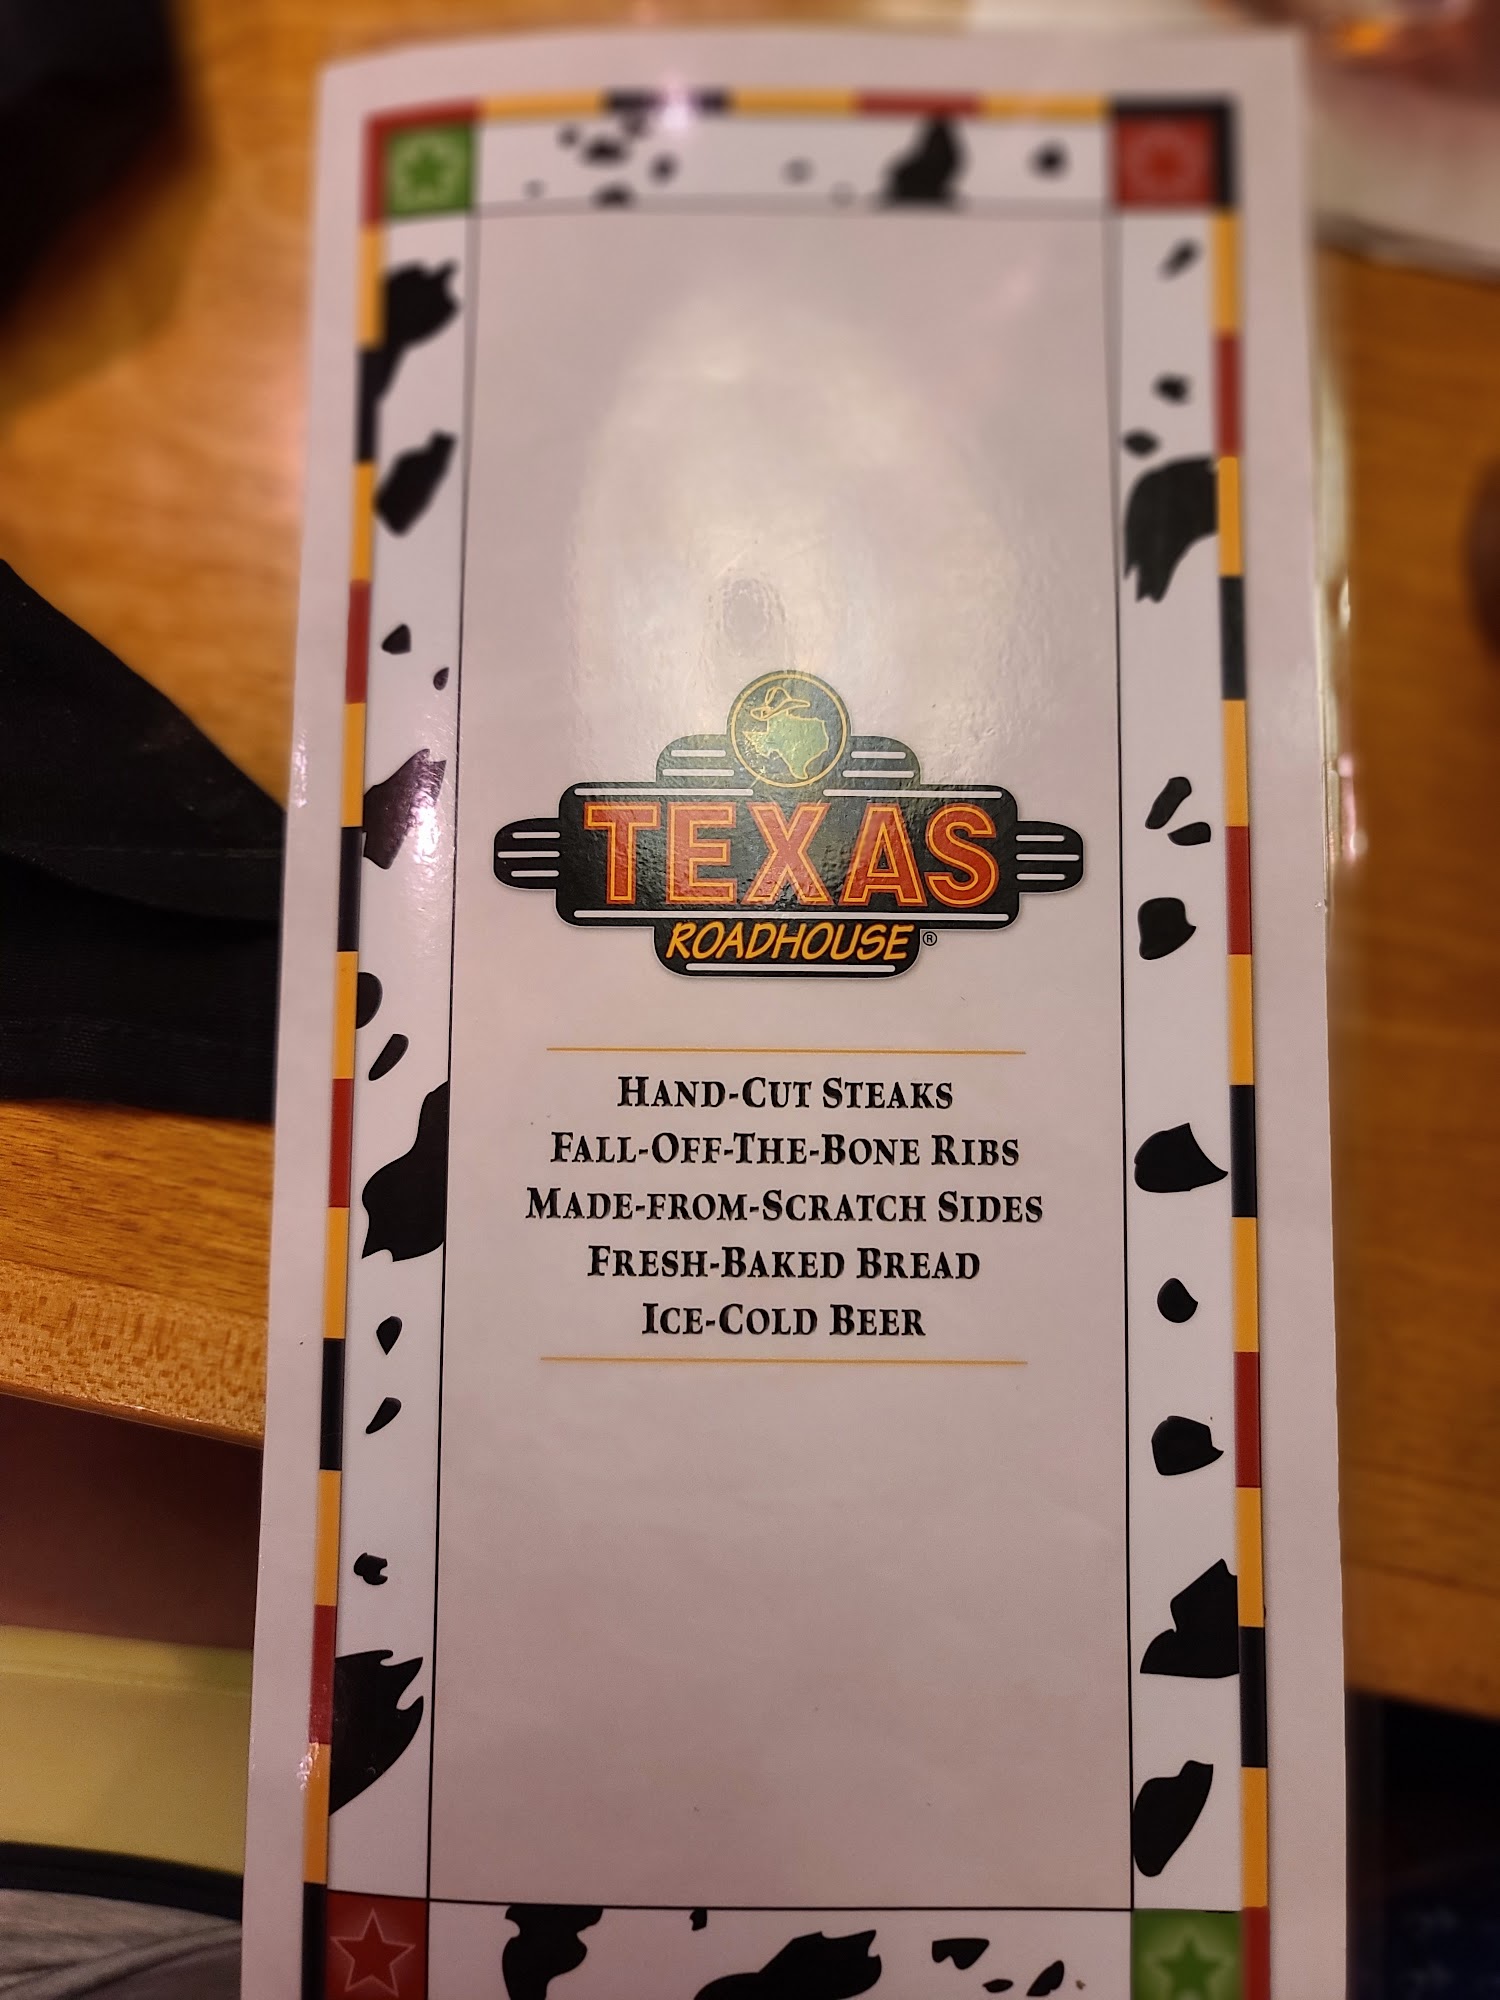 TEXAS
ROADHOUSE®
HAND-CUT STEAKS
FALL-OFF-THE-BONE RIBS
MADE-FROM-SCRATCH SIDES
FRESH-BAKED BREAD
ICE-COLD BEER